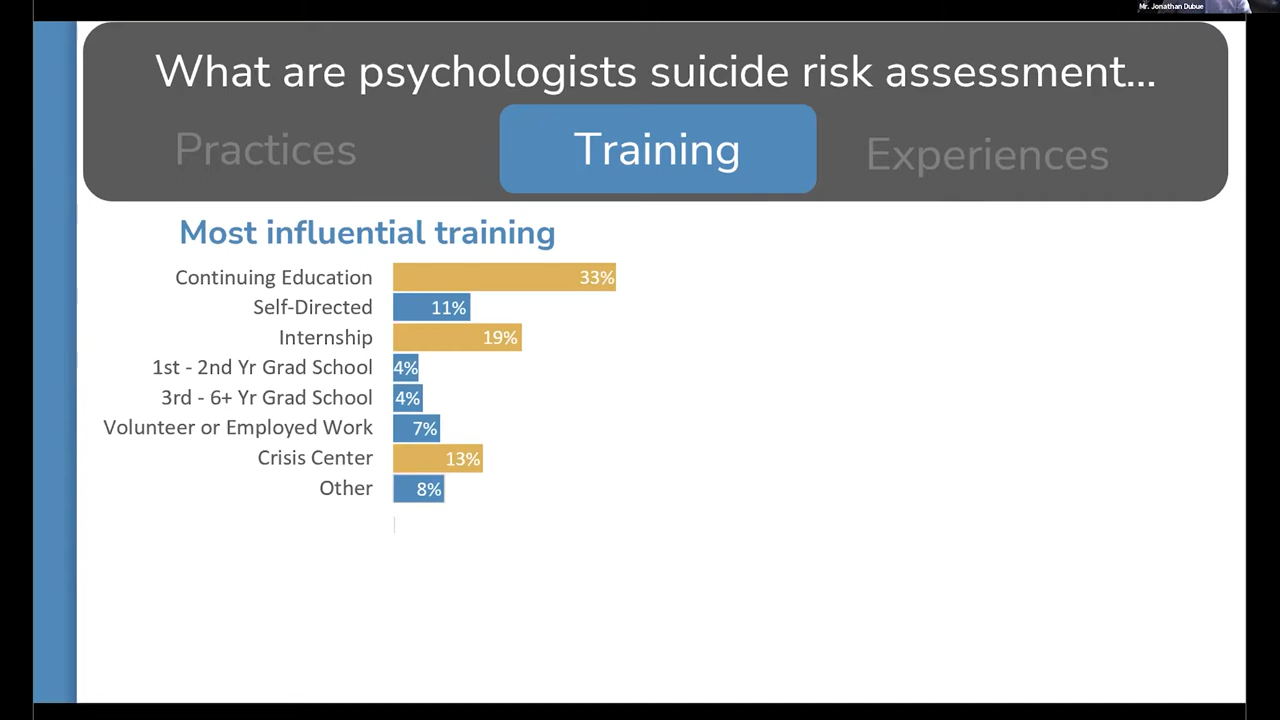 Mr. Jonathan Dubue
What are psychologists suicide risk assessment...
Practices Training Experiences
Most influential training
Continuing Education 33%
Self-Directed 11%
Internship 19%
1st - 2nd Yr Grad School 4%
3rd - 6+ Yr Grad School 4%
Volunteer or Employed Work 7%
Crisis Center 13%
Other 8%